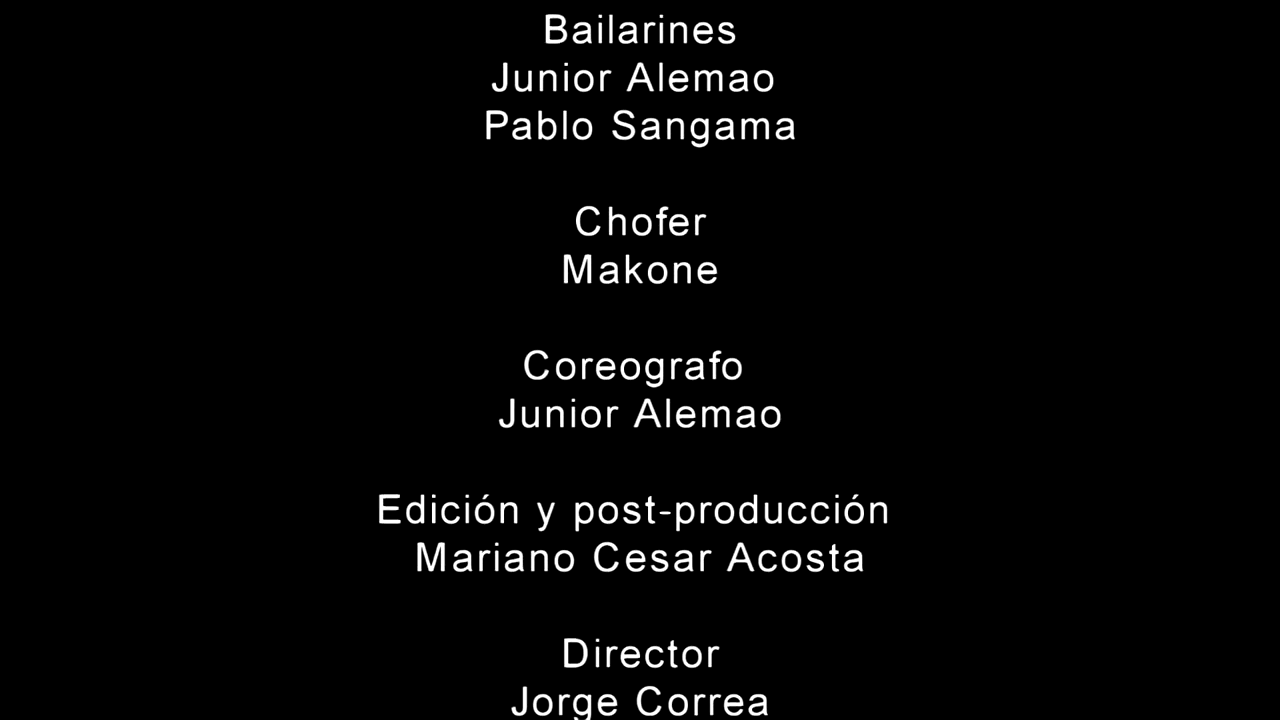 Bailarines
Junior Alemao
Pablo Sangama
Chofer
Makone
Coreografo
Junior Alemao
Edición y post-producción
Mariano Cesar Acosta
Director
Jorge Correa